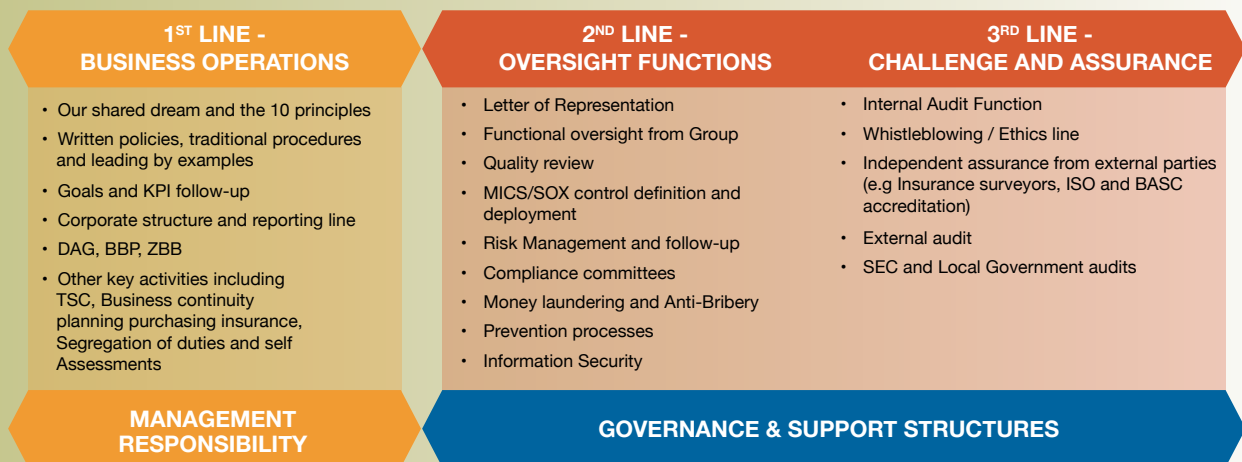 1ST LINE -
BUSINESS OPERATIONS
• Our shared dream and the 10 principles
• Written policies, traditional procedures
and leading by examples
• Goals and KPI follow-up
• Corporate structure and reporting line
• DAG, BBP, ZBB
• Other key activities including
TSC, Business continuity
planning purchasing insurance,
Segregation of duties and self
Assessments
MANAGEMENT
RESPONSIBILITY
2ND LINE -
OVERSIGHT FUNCTIONS
• Letter of Representation
• Functional oversight from Group
• Quality review
• MICS/SOX control definition and
deployment
• Risk Management and follow-up
• Compliance committees
• Money laundering and Anti-Bribery
• Prevention processes
• Information Security
3RD LINE -
CHALLENGE AND ASSURANCE
• Internal Audit Function
• Whistleblowing / Ethics line
• Independent assurance from external parties
(e.g Insurance surveyors, ISO and BASC
accreditation)
• External audit
• SEC and Local Government audits
GOVERNANCE & SUPPORT STRUCTURES